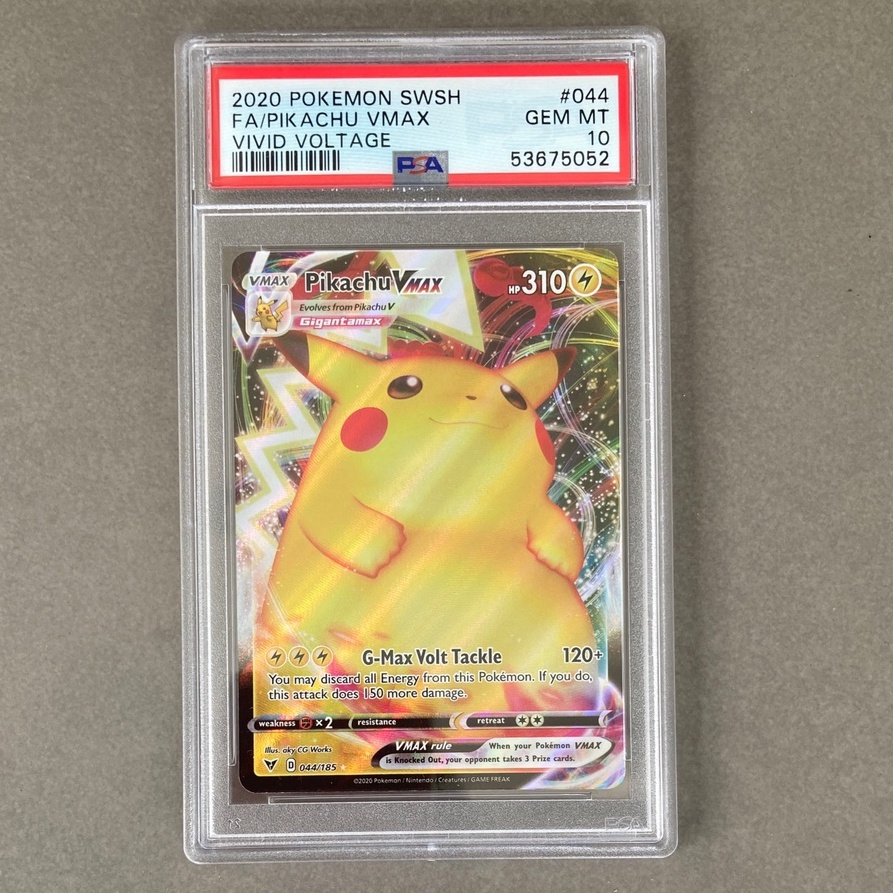 2020 POKEMON SWSH #044
FA/PIKACHU VMAX GEM MT
VIVID VOLTAGE 10
PSA 53675052
VMAX Pikachu VMAX HP 310
Evolves from Pikachu V
Gigantamax
G-Max Volt Tackle 120+
You may discard all Energy from this Pokémon. If you do,
this attack does 150 more damage.
weakness ×2 resistance retreat
Illus. aky CG Works
VMAX rule When your Pokémon VMAX
is Knocked Out, your opponent takes 3 Prize cards.
D 044/185
©2020 Pokémon / Nintendo / Creatures / GAME FREAK
PSA